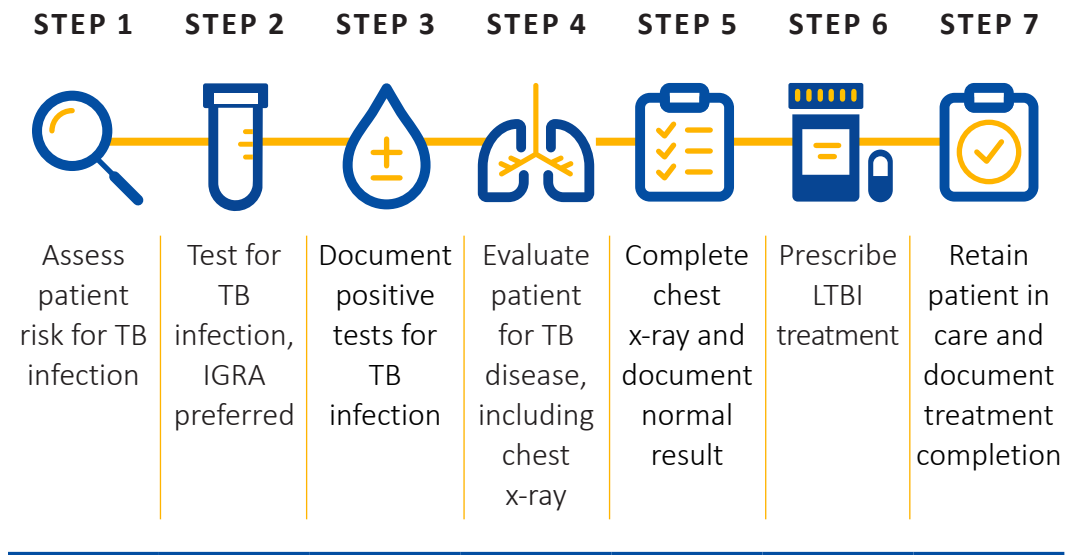 STEP 1
STEP 2
STEP 3
STEP 4
STEP 5
STEP 6
STEP 7
Assess
patient
risk for TB
infection
Test for
TB
infection,
IGRA
preferred
Document
positive
tests for
TB
infection
Evaluate
patient
for TB
disease,
including
chest
x-ray
Complete
chest
x-ray and
document
normal
result
Prescribe
LTBI
treatment
Retain
patient in
care and
document
treatment
completion